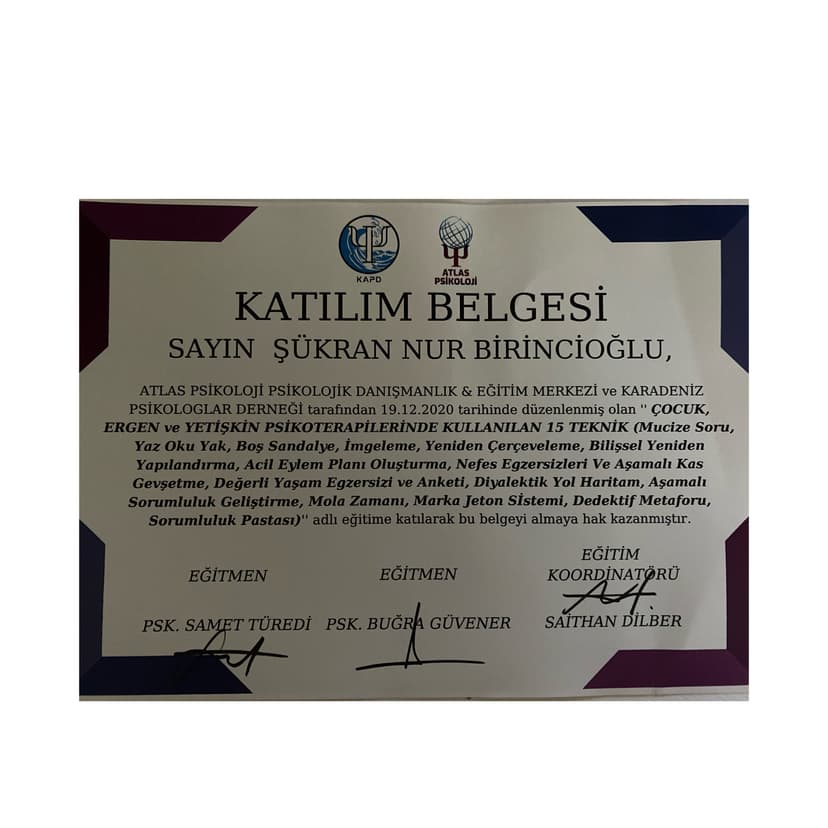 KAPD
ATLAS
PSİKOLOJİ
KATILIM BELGESİ
SAYIN ŞÜKRAN NUR BİRİNCİOĞLU,
ATLAS PSİKOLOJİ PSİKOLOJİK DANIŞMANLIK & EĞİTİM MERKEZİ ve KARADENİZ
PSİKOLOGLAR DERNEĞİ tarafından 19.12.2020 tarihinde düzenlenmiş olan '' ÇOCUK,
ERGEN ve YETİŞKİN PSİKOTERAPİLERİNDE KULLANILAN 15 TEKNİK (Mucize Soru,
Yaz Oku Yak, Boş Sandalye, İmgeleme, Yeniden Çerçeveleme, Bilişsel Yeniden
Yapılandırma, Acil Eylem Planı Oluşturma, Nefes Egzersizleri Ve Aşamalı Kas
Gevşetme, Değerli Yaşam Egzersizi ve Anketi, Diyalektik Yol Haritam, Aşamalı
Sorumluluk Geliştirme, Mola Zamanı, Marka Jeton Sİstemi, Dedektif Metaforu,
Sorumluluk Pastası)'' adlı eğitime katılarak bu belgeyi almaya hak kazanmıştır.
EĞİTMEN
PSK. SAMET TÜREDİ
EĞİTMEN
PSK. BUĞRA GÜVENER
EĞİTİM
KOORDİNATÖRÜ
SAİTHAN DİLBER